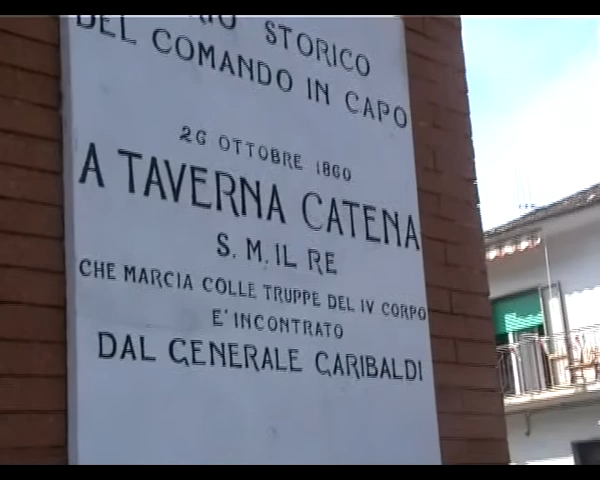 STORICO
DEL COMANDO IN CAPO
26 OTTOBRE 1860
A TAVERNA CATENA
S. M. IL RE
CHE MARCIA COLLE TRUPPE DEL IV CORPO
E' INCONTRATO
DAL GENERALE GARIBALDI